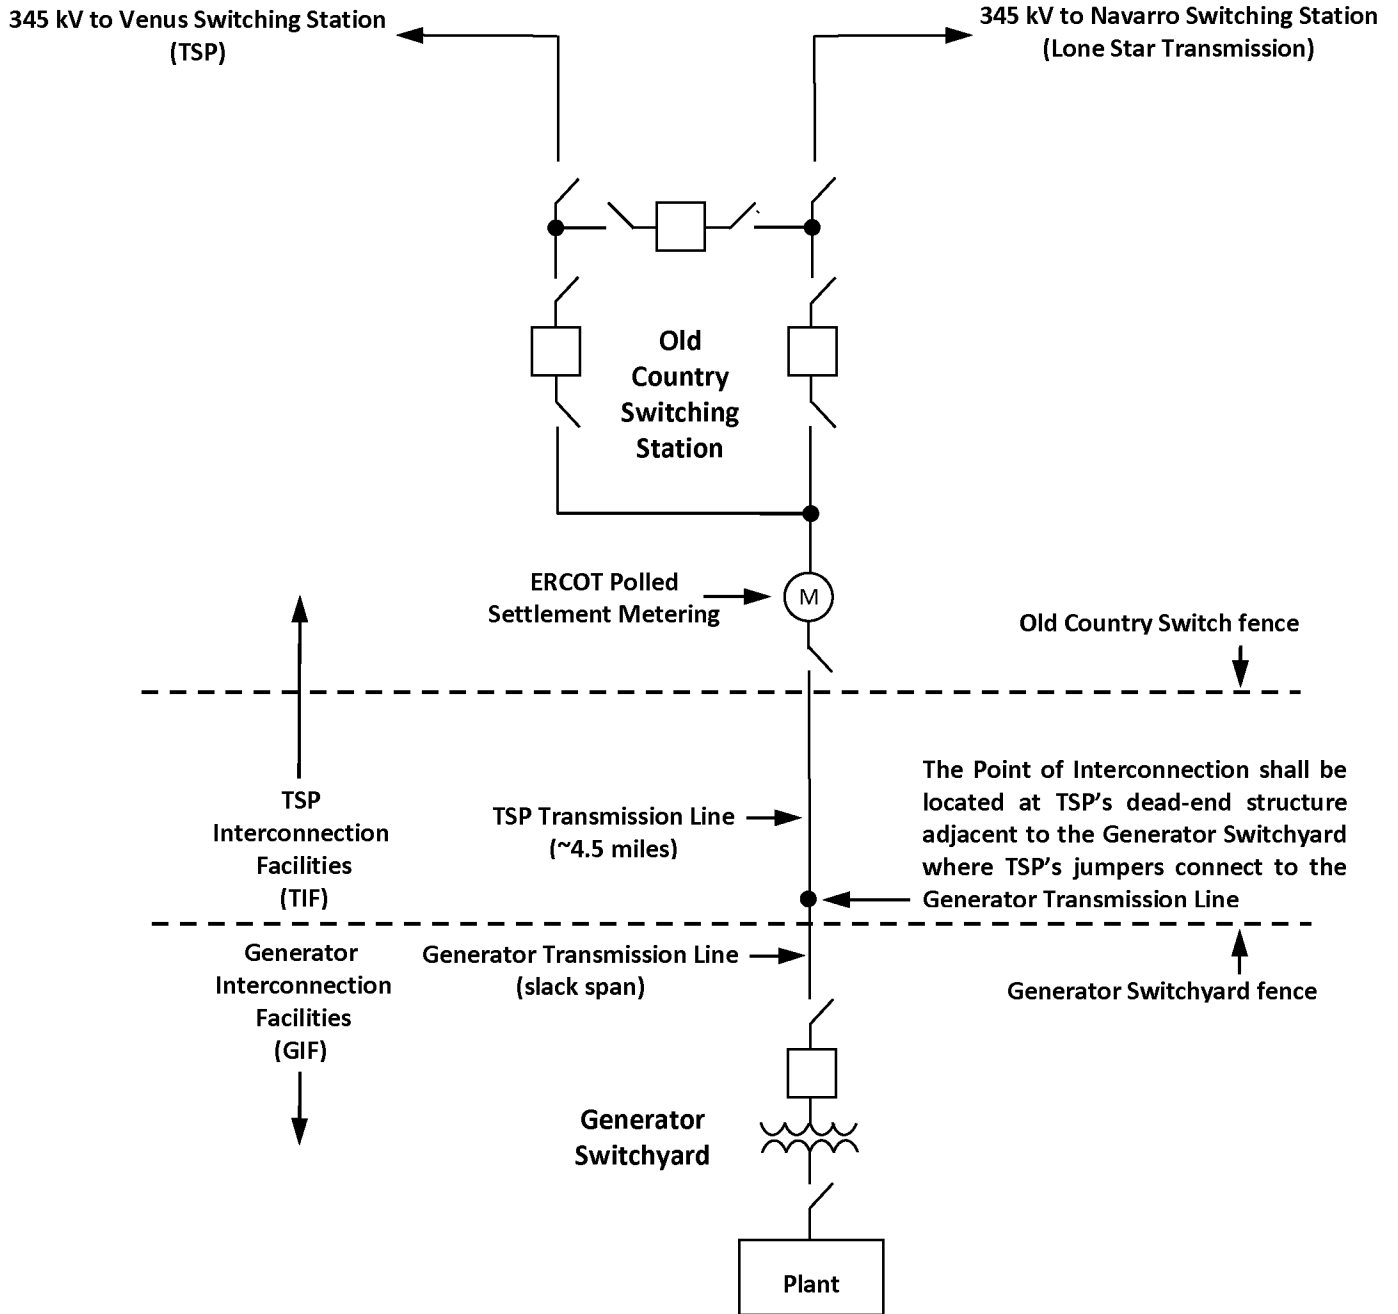 345 kV to Venus Switching Station
(TSP)
345 kV to Navarro Switching Station
(Lone Star Transmission)
Old
Country
Switching
Station
ERCOT Polled
Settlement Metering
M
Old Country Switch fence
TSP
Interconnection
Facilities
(TIF)
TSP Transmission Line
(~4.5 miles)
The Point of Interconnection shall be
located at TSP's dead-end structure
adjacent to the Generator Switchyard
where TSP's jumpers connect to the
Generator Transmission Line
Generator
Interconnection
Facilities
(GIF)
Generator Transmission Line
(slack span)
Generator Switchyard fence
Generator
Switchyard
Plant